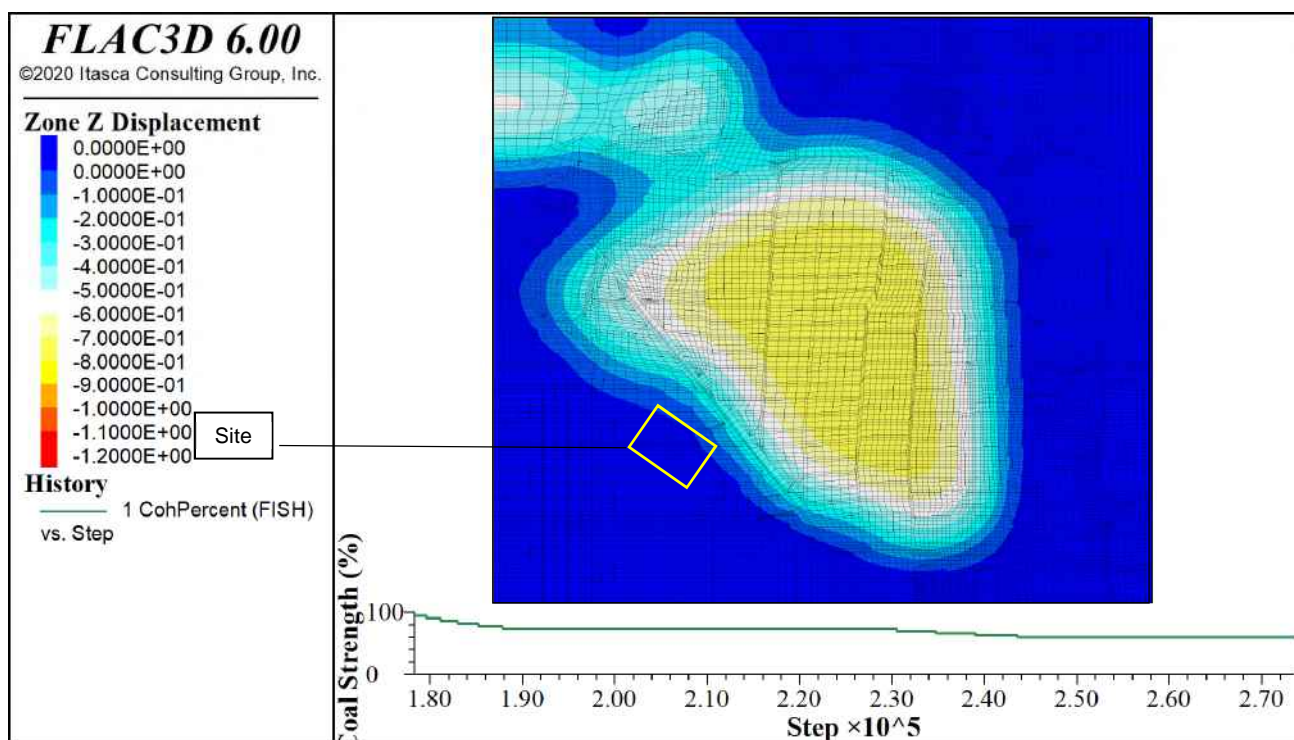 FLAC3D 6.00
©2020 Itasca Consulting Group, Inc.
Zone Z Displacement
0.0000E+00
0.0000E+00
-1.0000E-01
-2.0000E-01
-3.0000E-01
-4.0000E-01
-5.0000E-01
-6.0000E-01
-7.0000E-01
-8.0000E-01
-9.0000E-01
-1.0000E+00
-1.1000E+00
-1.2000E+00
Site
History
1 CohPercent (FISH)
vs. Step
Coal Strength (%)
100
0
1.80 1.90 2.00 2.10 2.20 2.30 2.40 2.50 2.60 2.70
Step ×10^5